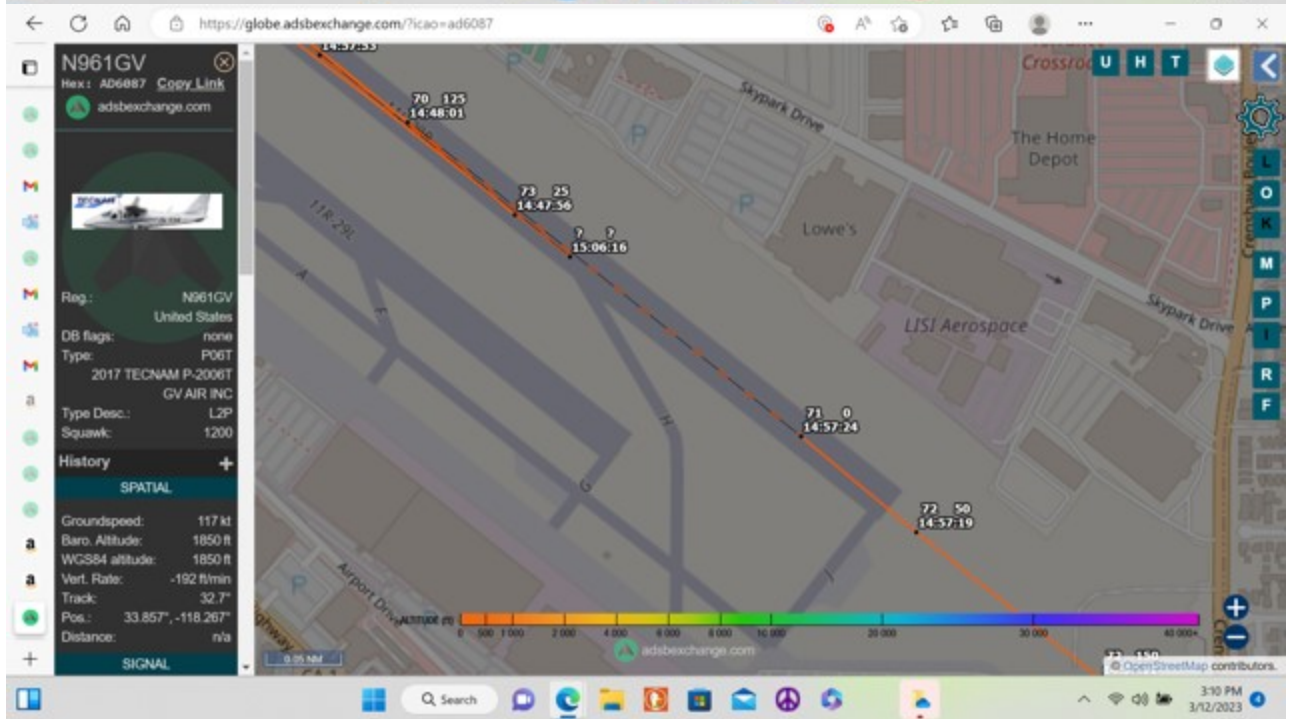 https://globe.adsbexchange.com/?icao=ad6087
N961GV
Hex: AD6087 Copy Link
adsbexchange.com
TECNAM
Reg.: N961GV
United States
DB flags: none
Type: P06T
2017 TECNAM P-2006T
GV AIR INC
Type Desc.: L2P
Squawk: 1200
History +
SPATIAL
Groundspeed: 117 kt
Baro. Altitude: 1850 ft
WGS84 altitude: 1850 ft
Vert. Rate: -192 ft/min
Track: 32.7°
Pos.: 33.857°, -118.267°
Distance: n/a
SIGNAL
14:57:53
70 125
14:48:01
73 25
14:47:56
? ?
15:06:16
71 0
14:57:24
72 50
14:57:19
11R-29L
A
F
H
G
J
Skypark Drive
Crossroads
The Home
Depot
Lowe's
LISI Aerospace
Skypark Drive
Airport Drive
P
P
P
P
U H T
L
O
K
M
P
I
R
F
ALTITUDE (ft)
0 500 1 000 2 000 4 000 6 000 8 000 10 000 20 000 30 000 40 000+
adsbexchange.com
0.05 NM
© OpenStreetMap contributors.
Search
3:10 PM
3/12/2023
4